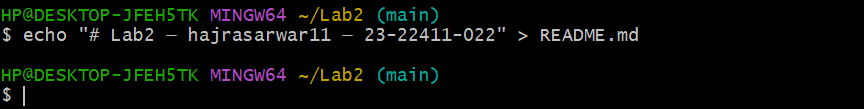 HP@DESKTOP-JFEH5TK MINGW64 ~/Lab2 (main)
$ echo "# Lab2 – hajrasarwar11 – 23-22411-022" > README.md
HP@DESKTOP-JFEH5TK MINGW64 ~/Lab2 (main)
$